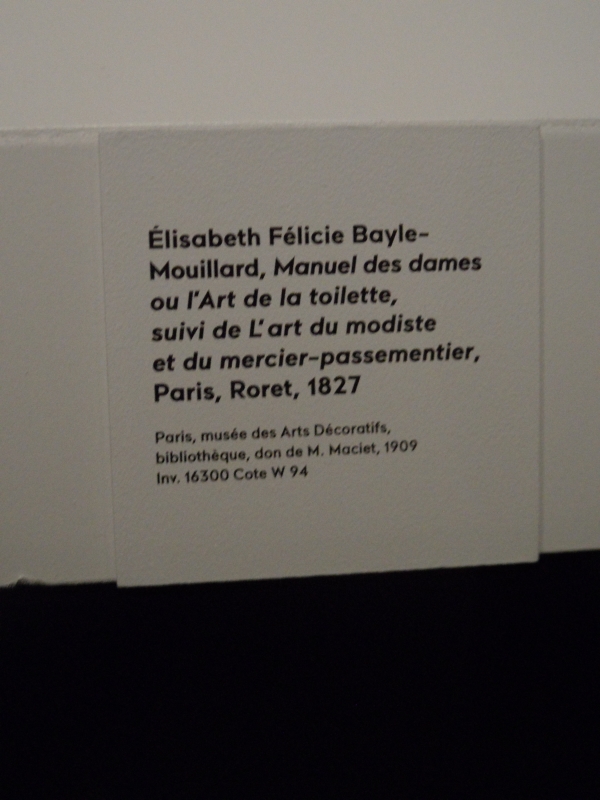 Élisabeth Félicie Bayle-
Mouillard, Manuel des dames
ou l'Art de la toilette,
suivi de L'art du modiste
et du mercier-passementier,
Paris, Roret, 1827
Paris, musée des Arts Décoratifs,
bibliothèque, don de M. Maciet, 1909
Inv. 16300 Cote W 94